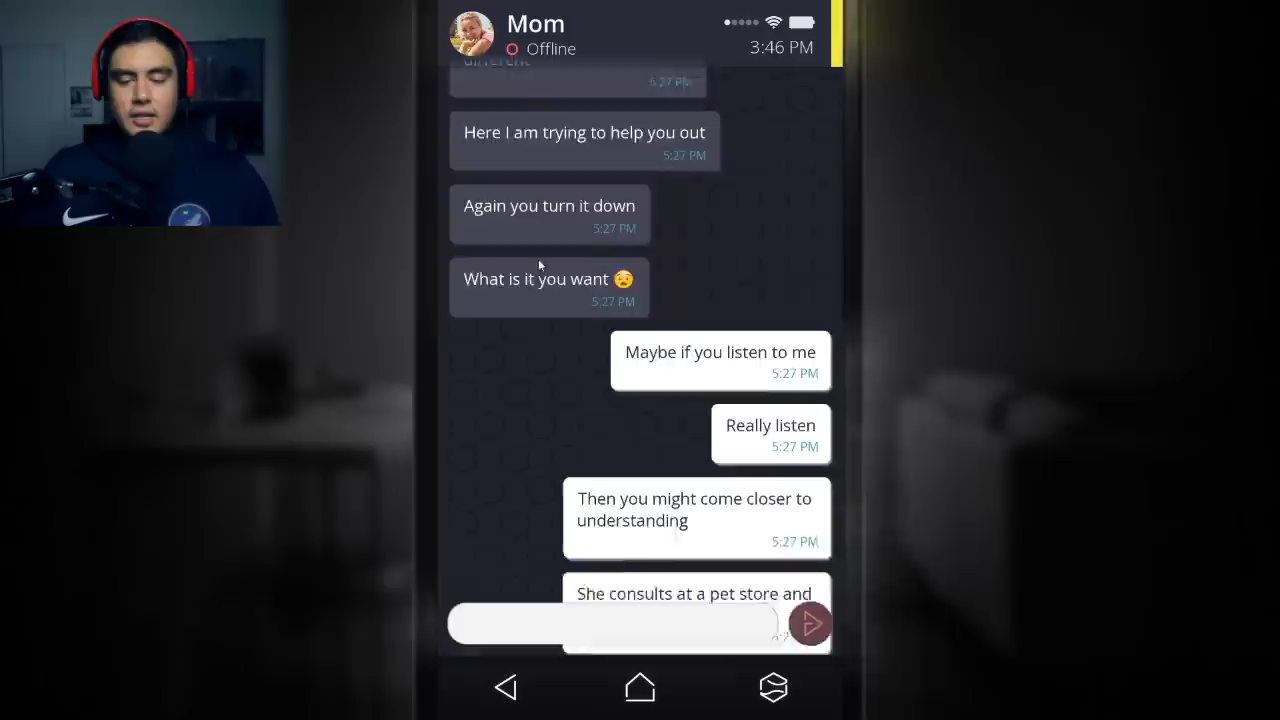 Mom
Offline
3:46 PM
different
5:27 PM
Here I am trying to help you out
5:27 PM
Again you turn it down
5:27 PM
What is it you want 😟
5:27 PM
Maybe if you listen to me
5:27 PM
Really listen
5:27 PM
Then you might come closer to
understanding
5:27 PM
She consults at a pet store and